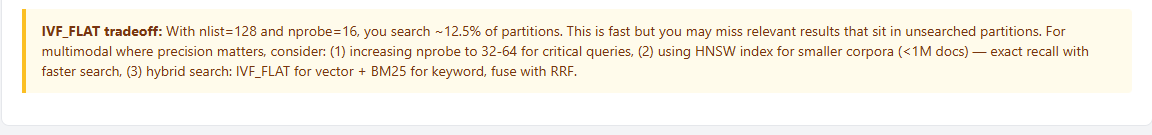 IVF_FLAT tradeoff: With nlist=128 and nprobe=16, you search ~12.5% of partitions. This is fast but you may miss relevant results that sit in unsearched partitions. For
multimodal where precision matters, consider: (1) increasing nprobe to 32-64 for critical queries, (2) using HNSW index for smaller corpora (<1M docs) — exact recall with
faster search, (3) hybrid search: IVF_FLAT for vector + BM25 for keyword, fuse with RRF.